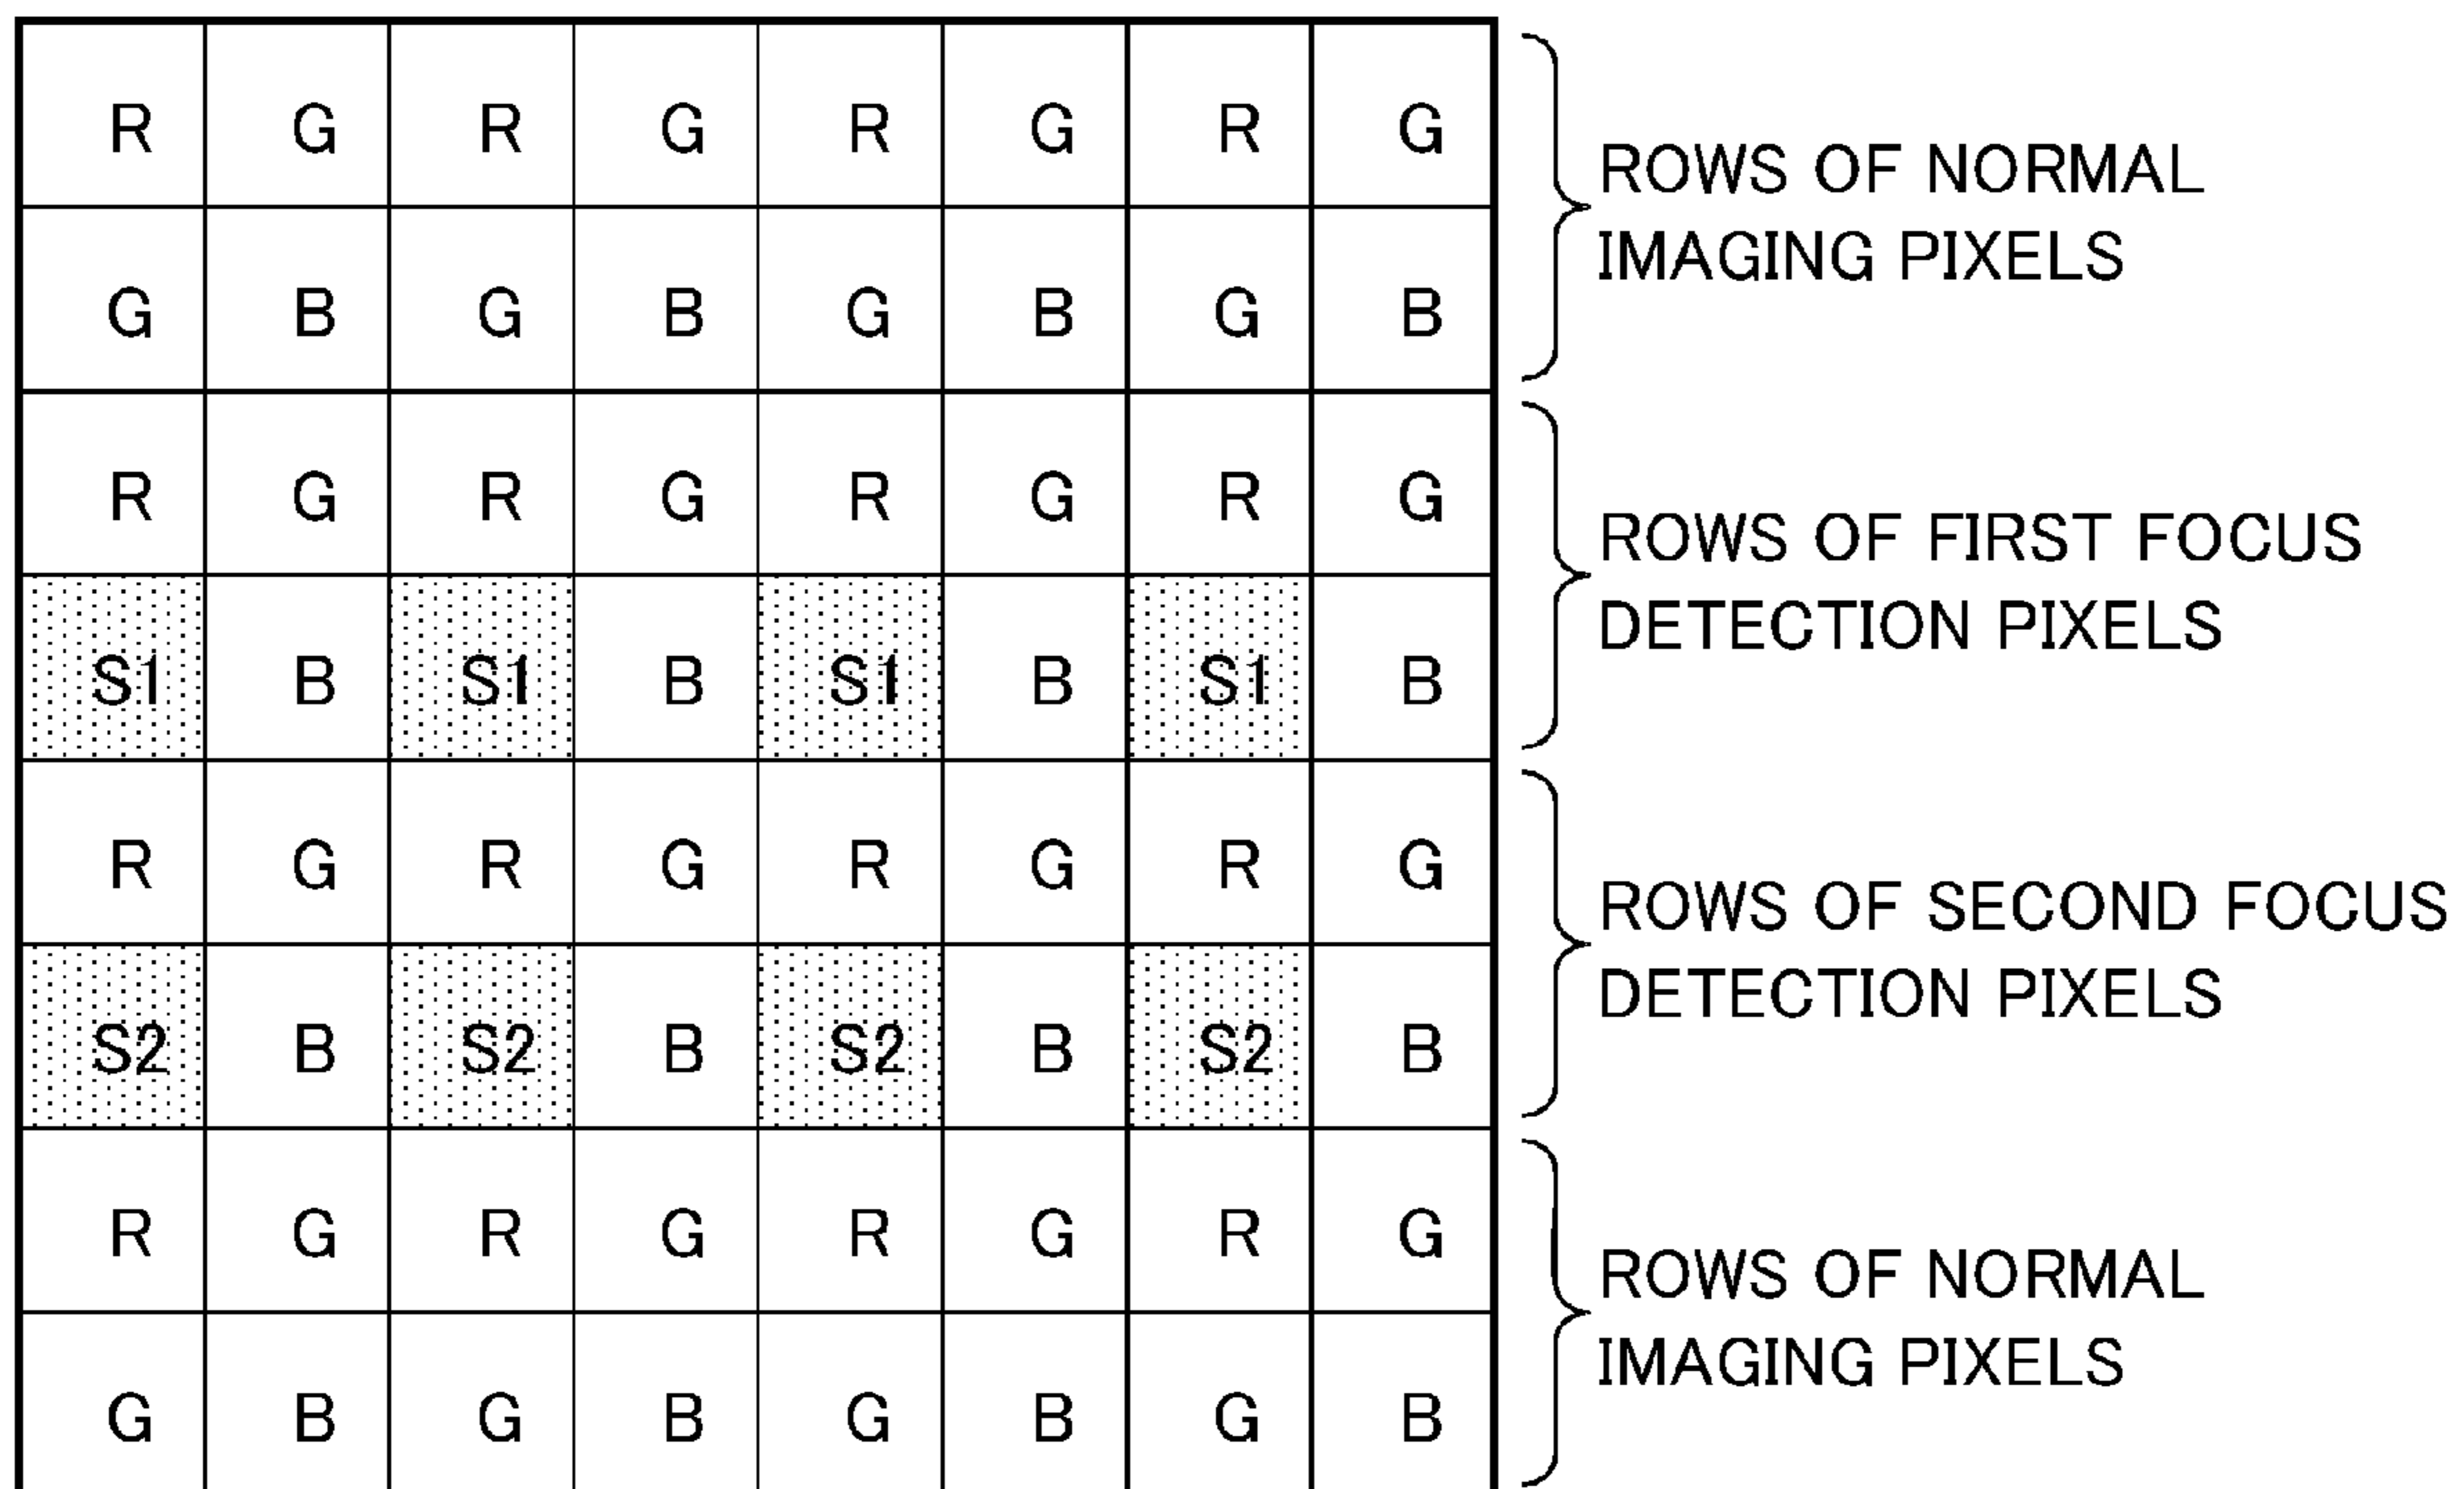 R G R G R G R G
ROWS OF NORMAL
IMAGING PIXELS
G B G B G B G B
R G R G R G R G
ROWS OF FIRST FOCUS
DETECTION PIXELS
S1 B S1 B S1 B S1 B
R G R G R G R G
ROWS OF SECOND FOCUS
DETECTION PIXELS
S2 B S2 B S2 B S2 B
R G R G R G R G
ROWS OF NORMAL
IMAGING PIXELS
G B G B G B G B